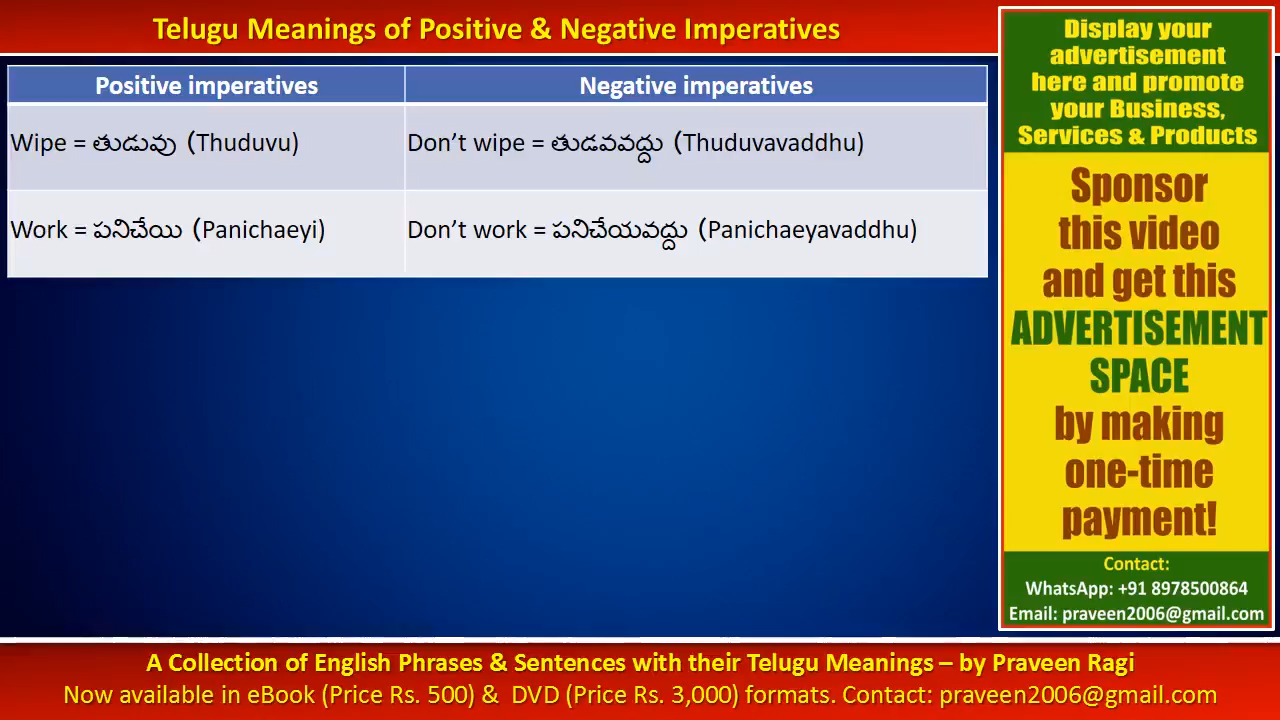 Telugu Meanings of Positive & Negative Imperatives
Positive imperatives
Negative imperatives
Wipe = తుడువు (Thuduvu)
Don’t wipe = తుడవవద్దు (Thuduvavaddhu)
Work = పనిచేయి (Panichaeyi)
Don’t work = పనిచేయవద్దు (Panichaeyavaddhu)
Display your
advertisement
here and promote
your Business,
Services & Products
Sponsor
this video
and get this
ADVERTISEMENT
SPACE
by making
one-time
payment!
Contact:
WhatsApp: +91 8978500864
Email: praveen2006@gmail.com
A Collection of English Phrases & Sentences with their Telugu Meanings – by Praveen Ragi
Now available in eBook (Price Rs. 500) & DVD (Price Rs. 3,000) formats. Contact: praveen2006@gmail.com